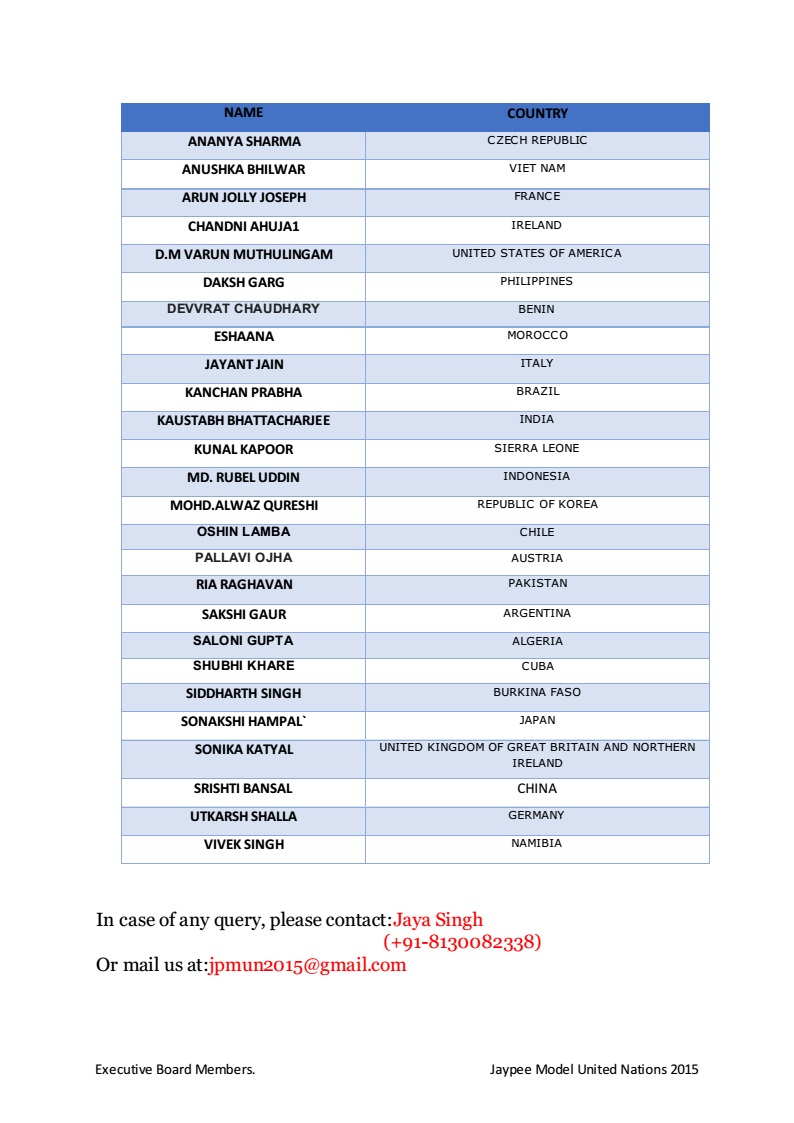 NAME COUNTRY
ANANYA SHARMA CZECH REPUBLIC
ANUSHKA BHILWAR VIET NAM
ARUN JOLLY JOSEPH FRANCE
CHANDNI AHUJA1 IRELAND
D.M VARUN MUTHULINGAM UNITED STATES OF AMERICA
DAKSH GARG PHILIPPINES
DEVVRAT CHAUDHARY BENIN
ESHAANA MOROCCO
JAYANT JAIN ITALY
KANCHAN PRABHA BRAZIL
KAUSTABH BHATTACHARJEE INDIA
KUNAL KAPOOR SIERRA LEONE
MD. RUBEL UDDIN INDONESIA
MOHD.ALWAZ QURESHI REPUBLIC OF KOREA
OSHIN LAMBA CHILE
PALLAVI OJHA AUSTRIA
RIA RAGHAVAN PAKISTAN
SAKSHI GAUR ARGENTINA
SALONI GUPTA ALGERIA
SHUBHI KHARE CUBA
SIDDHARTH SINGH BURKINA FASO
SONAKSHI HAMPAL` JAPAN
SONIKA KATYAL UNITED KINGDOM OF GREAT BRITAIN AND NORTHERN
IRELAND
SRISHTI BANSAL CHINA
UTKARSH SHALLA GERMANY
VIVEK SINGH NAMIBIA
In case of any query, please contact:Jaya Singh
(+91-8130082338)
Or mail us at:jpmun2015@gmail.com
Executive Board Members. Jaypee Model United Nations 2015